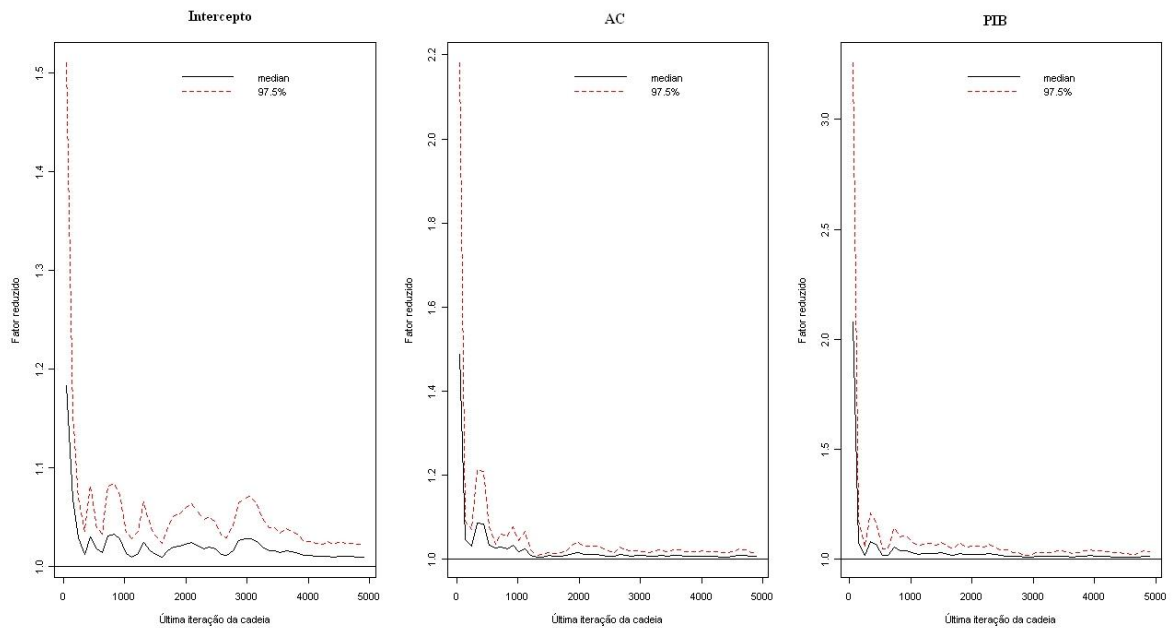 Intercepto
Fator reduzido
1.0
1.1
1.2
1.3
1.4
1.5
median
97.5%
0 1000 2000 3000 4000 5000
Última iteração da cadeia
AC
Fator reduzido
1.0
1.2
1.4
1.6
1.8
2.0
2.2
median
97.5%
0 1000 2000 3000 4000 5000
Última iteração da cadeia
PIB
Fator reduzido
1.0
1.5
2.0
2.5
3.0
median
97.5%
0 1000 2000 3000 4000 5000
Última iteração da cadeia